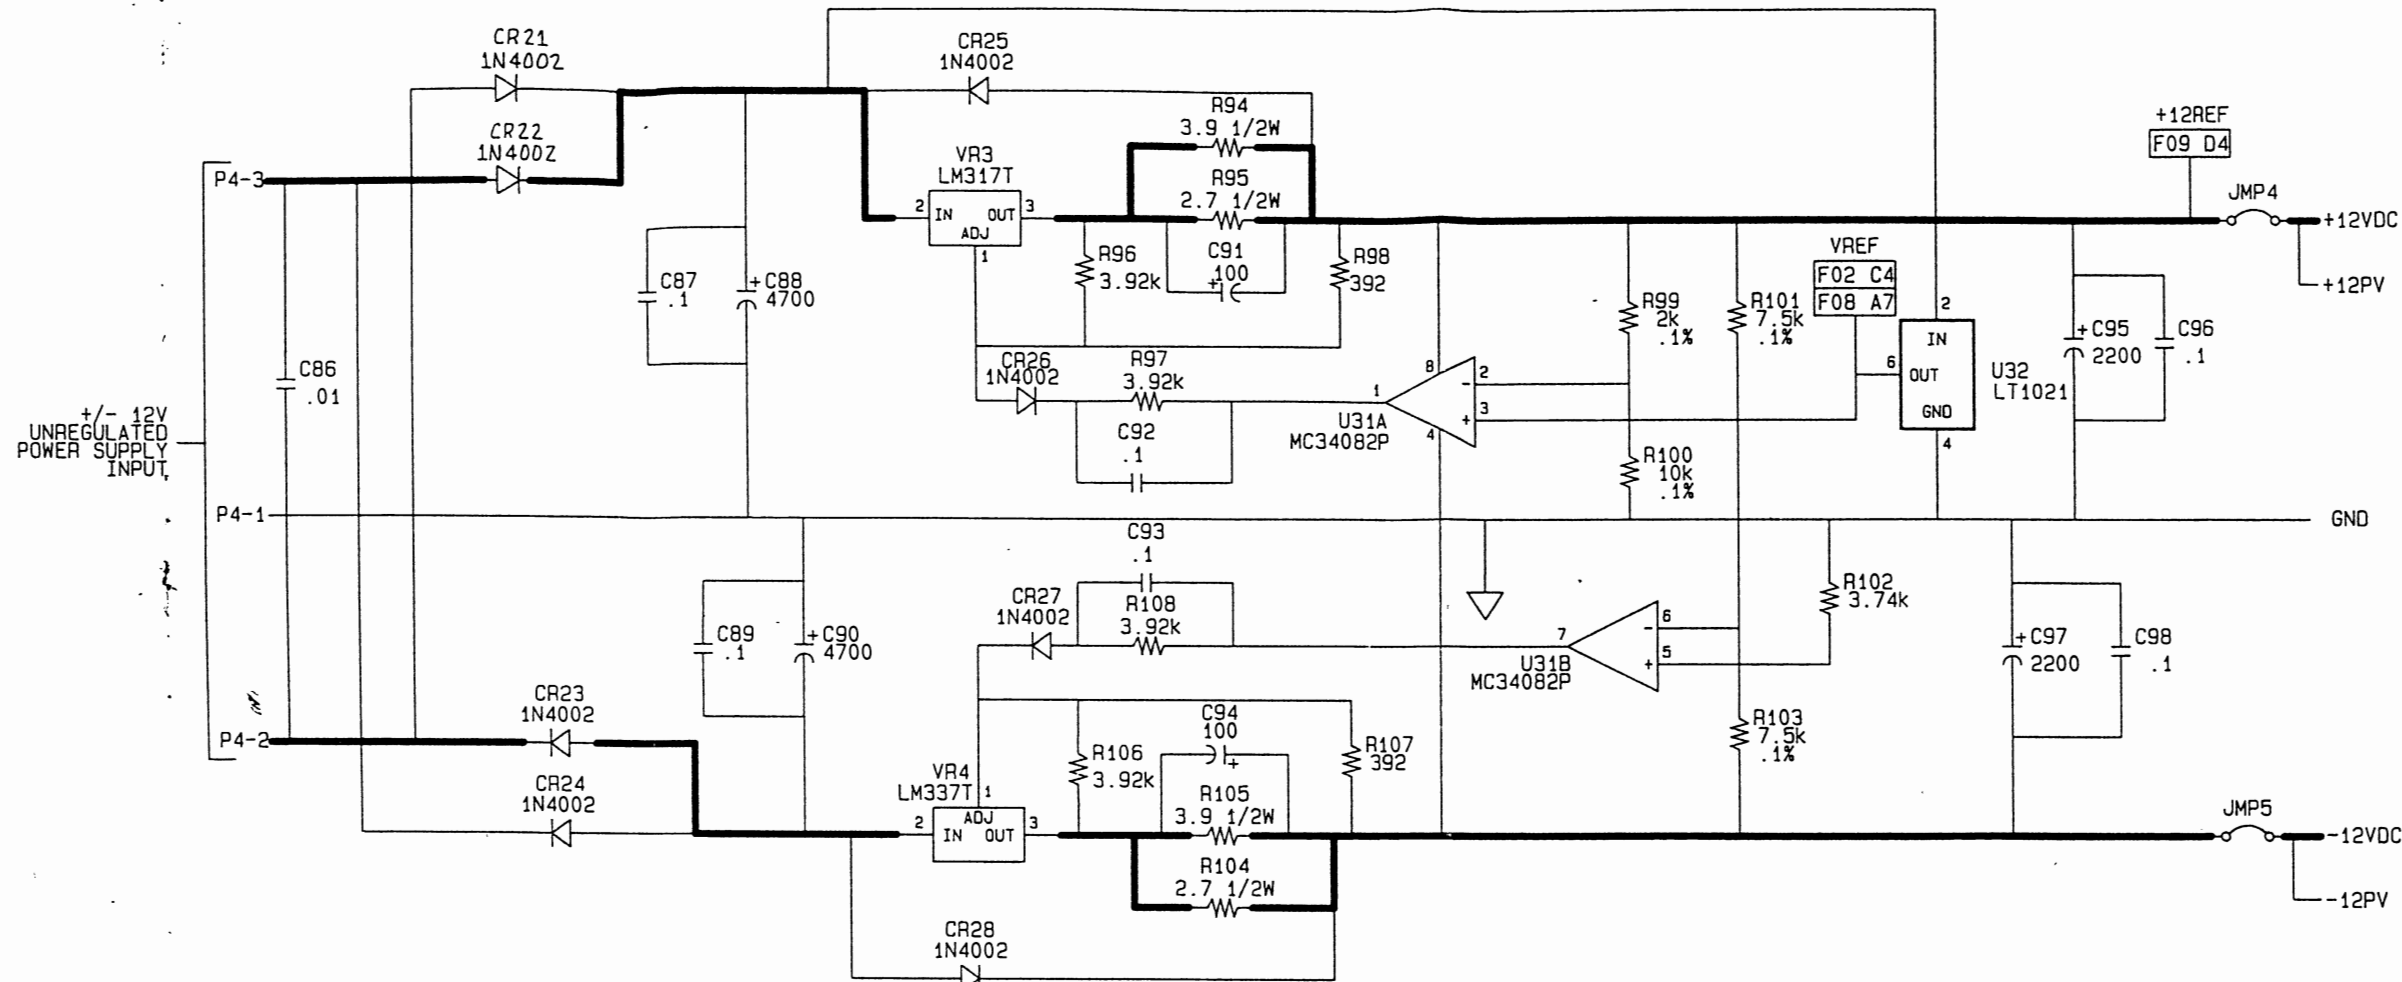 CR21
1N4002
CR25
1N4002
R94
3.9 1/2W
+12REF
F09 D4
CR22
1N4002
P4-3
VR3
LM317T
2
IN
OUT
3
ADJ
1
R95
2.7 1/2W
JMP4
+12VDC
+12PV
R96
3.92k
C91
100
+
R98
392
VREF
F02 C4
F08 A7
C87
.1
+
C88
4700
R99
2k
.1%
R101
7.5k
.1%
2
IN
6
OUT
GND
4
U32
LT1021
+
C95
2200
C96
.1
C86
.01
CR26
1N4002
R97
3.92k
1
8
2
-
3
+
4
U31A
MC34082P
C92
.1
R100
10k
.1%
+/- 12V
UNREGULATED
POWER SUPPLY
INPUT
P4-1
GND
C93
.1
CR27
1N4002
R108
3.92k
7
6
-
5
+
U31B
MC34082P
R102
3.74k
C89
.1
+
C90
4700
+
C97
2200
C98
.1
P4-2
CR23
1N4002
CR24
1N4002
R106
3.92k
C94
100
+
R107
392
R103
7.5k
.1%
VR4
LM337T
1
ADJ
2
IN
OUT
3
R105
3.9 1/2W
R104
2.7 1/2W
JMP5
-12VDC
-12PV
CR28
1N4002